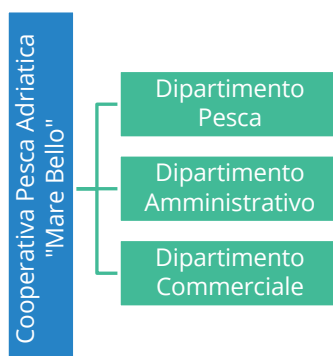 Cooperativa Pesca Adriatica
"Mare Bello"
Dipartimento
Pesca
Dipartimento
Amministrativo
Dipartimento
Commerciale